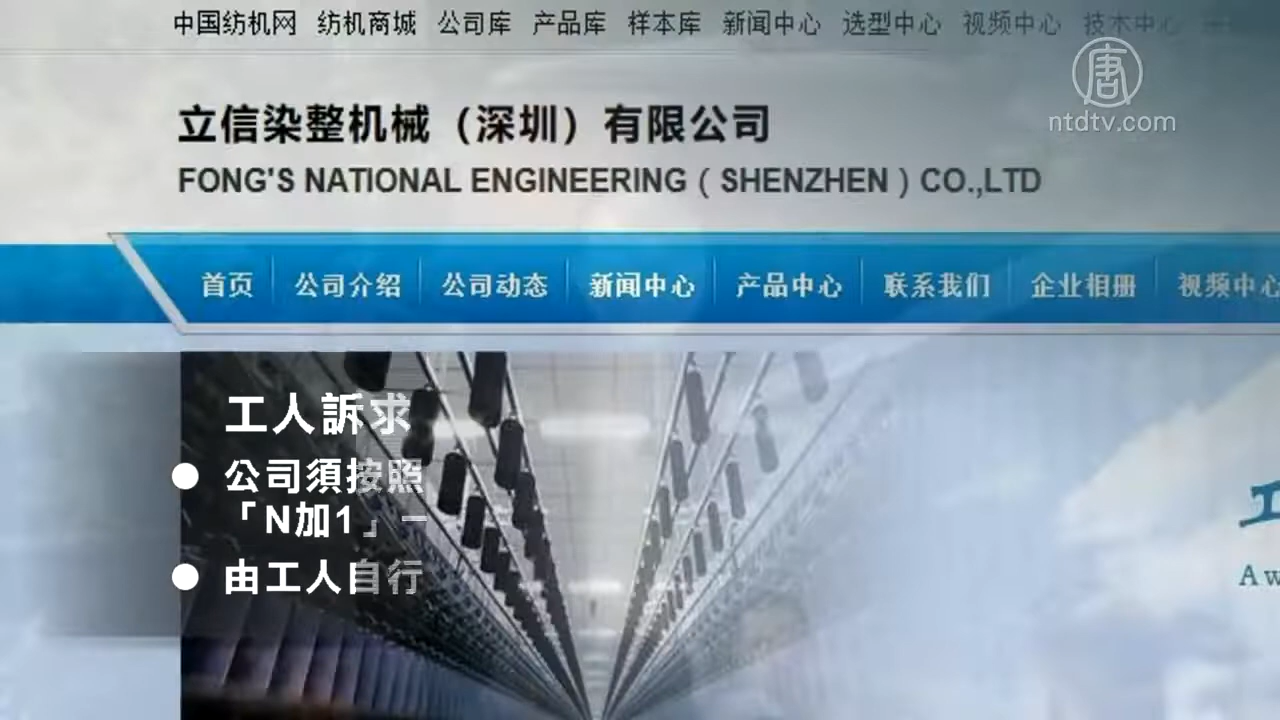 中国纺机网 纺机商城 公司库 产品库 样本库 新闻中心 选型中心 视频中心 技术中心
唐
ntdtv.com
立信染整机械（深圳）有限公司
FONG'S NATIONAL ENGINEERING ( SHENZHEN ) CO.,LTD
首页 公司介绍 公司动态 新闻中心 产品中心 联系我们 企业相册 视频中心
工人訴求
公司須按照
「N加1」一
由工人自行
Aw